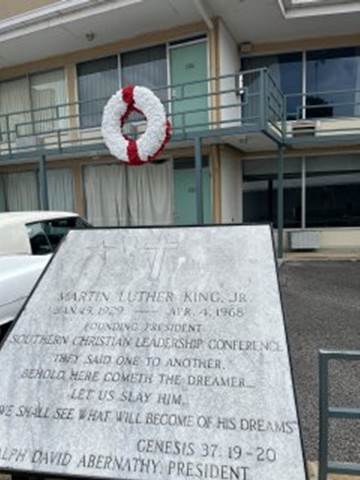 MARTIN LUTHER KING, JR.
JAN. 15, 1929 — APR. 4, 1968
FOUNDING PRESIDENT
SOUTHERN CHRISTIAN LEADERSHIP CONFERENCE
THEY SAID ONE TO ANOTHER,
BEHOLD, HERE COMETH THE DREAMER...
LET US SLAY HIM...
WE SHALL SEE WHAT WILL BECOME OF HIS DREAMS"
GENESIS 37: 19-20
ALPH DAVID ABERNATHY, PRESIDENT